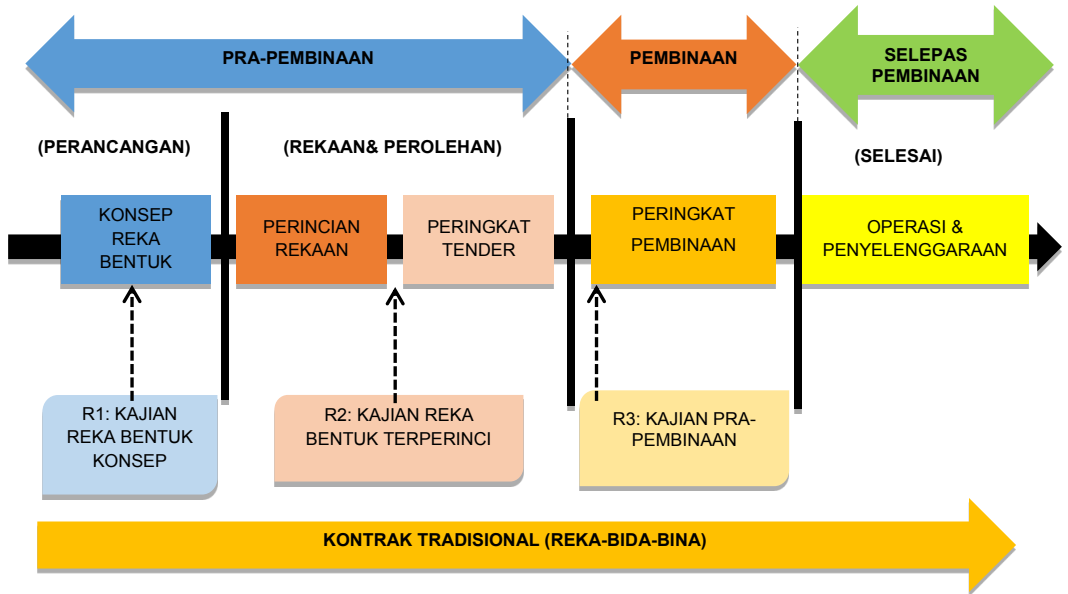 PRA-PEMBINAAN
PEMBINAAN
SELEPAS
PEMBINAAN
(PERANCANGAN)
(REKAAN& PEROLEHAN)
(SELESAI)
KONSEP
REKA
BENTUK
PERINCIAN
REKAAN
PERINGKAT
TENDER
PERINGKAT
PEMBINAAN
OPERASI &
PENYELENGGARAAN
R1: KAJIAN
REKA BENTUK
KONSEP
R2: KAJIAN REKA
BENTUK TERPERINCI
R3: KAJIAN PRA-
PEMBINAAN
KONTRAK TRADISIONAL (REKA-BIDA-BINA)